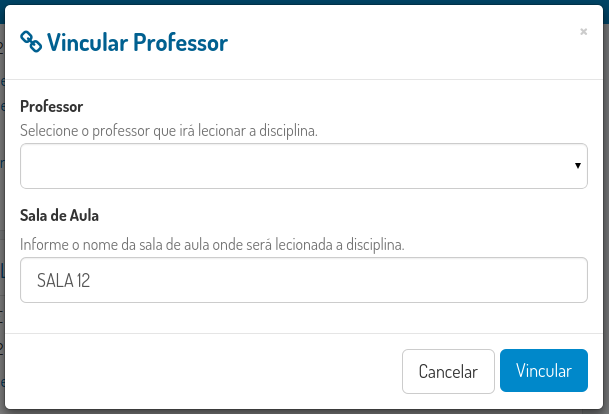 Vincular Professor
×
Professor
Selecione o professor que irá lecionar a disciplina.
Sala de Aula
Informe o nome da sala de aula onde será lecionada a disciplina.
SALA 12
Cancelar
Vincular